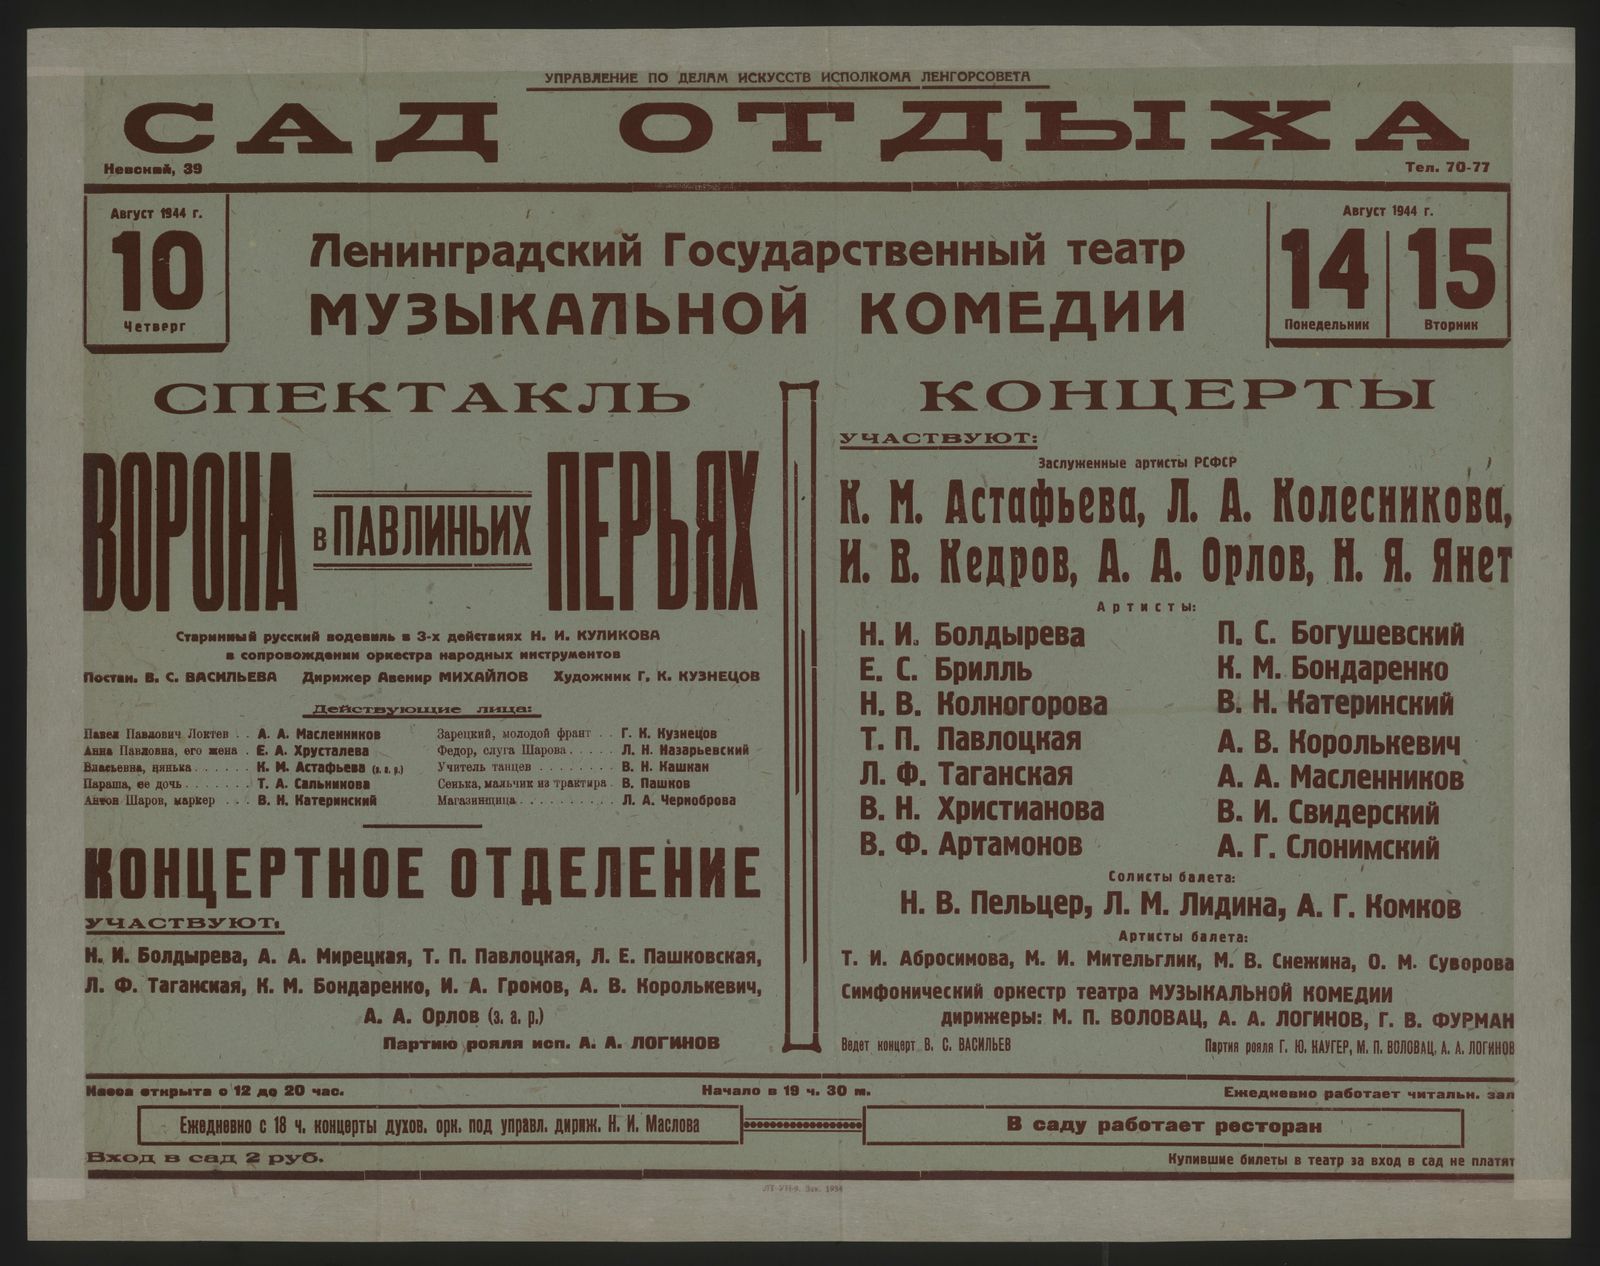 УПРАВЛЕНИЕ ПО ДЕЛАМ ИСКУССТВ ИСПОЛКОМА ЛЕНГОРСОВЕТА
САД ОТДЫХА
Невский, 39
Тел. 70-77
Август 1944 г.
10
Четверг
Ленинградский Государственный театр
МУЗЫКАЛЬНОЙ КОМЕДИИ
Август 1944 г.
14 15
Понедельник Вторник
СПЕКТАКЛЬ
ВОРОНА в ПАВЛИНЬИХ ПЕРЬЯХ
Старинный русский водевиль в 3-х действиях Н. И. КУЛИКОВА
в сопровождении оркестра народных инструментов
Постан. В. С. ВАСИЛЬЕВА Дирижер Авенир МИХАЙЛОВ Художник Г. К. КУЗНЕЦОВ
Действующие лица:
Павел Павлович Локтев . . А. А. Масленников
Анна Павловна, его жена . Е. А. Хрусталева
Власьевна, нянька . . . . . . К. М. Астафьева (з. а. р.)
Параша, ее дочь . . . . . . . Т. А. Сальникова
Антон Шаров, маркер . . . В. Н. Катеринский
Зарецкий, молодой франт . . Г. К. Кузнецов
Федор, слуга Шарова . . . . . Л. Н. Назарьевский
Учитель танцев . . . . . . . . В. Н. Кашкан
Сенька, мальчик из трактира . В. Пашков
Магазинщица . . . . . . . . . . Л. А. Черноброва
КОНЦЕРТНОЕ ОТДЕЛЕНИЕ
УЧАСТВУЮТ:
Н. И. Болдырева, А. А. Мирецкая, Т. П. Павлоцкая, Л. Е. Пашковская,
Л. Ф. Таганская, К. М. Бондаренко, И. А. Громов, А. В. Королькевич,
А. А. Орлов (з. а. р.)
Партию рояля исп. А. А. ЛОГИНОВ
КОНЦЕРТЫ
УЧАСТВУЮТ:
Заслуженные артисты РСФСР
К. М. Астафьева, Л. А. Колесникова,
И. В. Кедров, А. А. Орлов, Н. Я. Янет
Артисты:
Н. И. Болдырева
Е. С. Брилль
Н. В. Колногорова
Т. П. Павлоцкая
Л. Ф. Таганская
В. Н. Христианова
В. Ф. Артамонов
П. С. Богушевский
К. М. Бондаренко
В. Н. Катеринский
А. В. Королькевич
А. А. Масленников
В. И. Свидерский
А. Г. Слонимский
Солисты балета:
Н. В. Пельцер, Л. М. Лидина, А. Г. Комков
Артисты балета:
Т. И. Абросимова, М. И. Мительглик, М. В. Снежина, О. М. Суворова
Симфонический оркестр театра МУЗЫКАЛЬНОЙ КОМЕДИИ
дирижеры: М. П. ВОЛОВАЦ, А. А. ЛОГИНОВ, Г. В. ФУРМАН
Ведет концерт В. С. ВАСИЛЬЕВ
Партия рояля Г. Ю. КАУГЕР, М. П. ВОЛОВАЦ, А. А. ЛОГИНОВ
Касса открыта с 12 до 20 час.
Начало в 19 ч. 30 м.
Ежедневно работает читальн. зал
Ежедневно с 18 ч. концерты духов. орк. под управл. дириж. Н. И. Маслова
В саду работает ресторан
Вход в сад 2 руб.
Купившие билеты в театр за вход в сад не платят
Зак. 1934